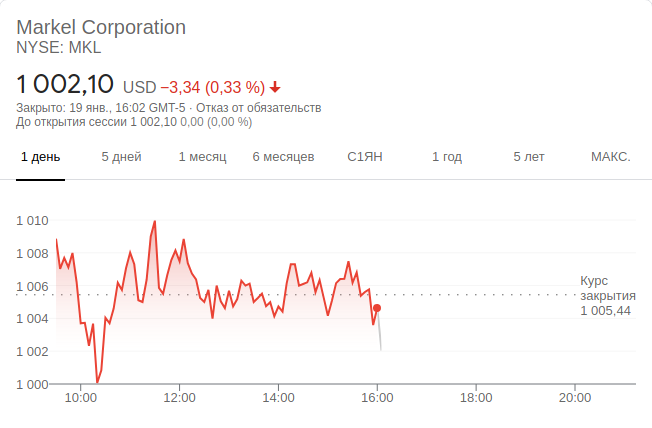 Markel Corporation
NYSE: MKL
1 002,10 USD −3,34 (0,33 %)
Закрыто: 19 янв., 16:02 GMT-5 · Отказ от обязательств
До открытия сессии 1 002,10 0,00 (0,00 %)
1 день 5 дней 1 месяц 6 месяцев С1ЯН 1 год 5 лет МАКС.
1 010
1 008
1 006
1 004
1 002
1 000
Курс
закрытия
1 005,44
10:00 12:00 14:00 16:00 18:00 20:00